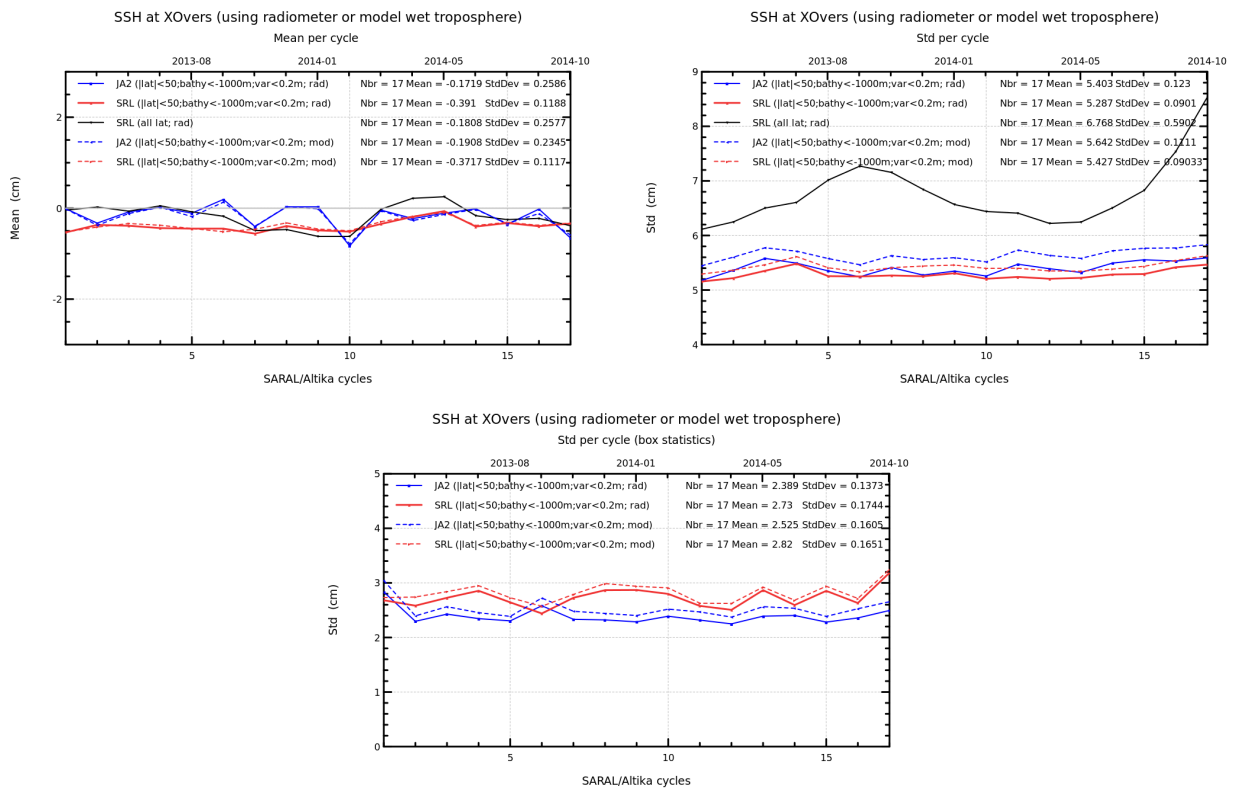 SSH at XOvers (using radiometer or model wet troposphere)
Mean per cycle
2013-08 2014-01 2014-05 2014-10
JA2 (|lat|<50;bathy<-1000m;var<0.2m; rad) Nbr = 17 Mean = -0.1719 StdDev = 0.2586
SRL (|lat|<50;bathy<-1000m;var<0.2m; rad) Nbr = 17 Mean = -0.391 StdDev = 0.1188
SRL (all lat; rad) Nbr = 17 Mean = -0.1808 StdDev = 0.2577
JA2 (|lat|<50;bathy<-1000m;var<0.2m; mod) Nbr = 17 Mean = -0.1908 StdDev = 0.2345
SRL (|lat|<50;bathy<-1000m;var<0.2m; mod) Nbr = 17 Mean = -0.3717 StdDev = 0.1117
2
0
-2
Mean (cm)
5 10 15
SARAL/Altika cycles
SSH at XOvers (using radiometer or model wet troposphere)
Std per cycle
2013-08 2014-01 2014-05 2014-10
JA2 (|lat|<50;bathy<-1000m;var<0.2m; rad) Nbr = 17 Mean = 5.403 StdDev = 0.123
SRL (|lat|<50;bathy<-1000m;var<0.2m; rad) Nbr = 17 Mean = 5.287 StdDev = 0.0901
SRL (all lat; rad) Nbr = 17 Mean = 6.768 StdDev = 0.5902
JA2 (|lat|<50;bathy<-1000m;var<0.2m; mod) Nbr = 17 Mean = 5.642 StdDev = 0.1111
SRL (|lat|<50;bathy<-1000m;var<0.2m; mod) Nbr = 17 Mean = 5.427 StdDev = 0.09033
9
8
7
6
5
4
Std (cm)
5 10 15
SARAL/Altika cycles
SSH at XOvers (using radiometer or model wet troposphere)
Std per cycle (box statistics)
2013-08 2014-01 2014-05 2014-10
JA2 (|lat|<50;bathy<-1000m;var<0.2m; rad) Nbr = 17 Mean = 2.389 StdDev = 0.1373
SRL (|lat|<50;bathy<-1000m;var<0.2m; rad) Nbr = 17 Mean = 2.73 StdDev = 0.1744
JA2 (|lat|<50;bathy<-1000m;var<0.2m; mod) Nbr = 17 Mean = 2.525 StdDev = 0.1605
SRL (|lat|<50;bathy<-1000m;var<0.2m; mod) Nbr = 17 Mean = 2.82 StdDev = 0.1651
5
4
3
2
1
0
Std (cm)
5 10 15
SARAL/Altika cycles